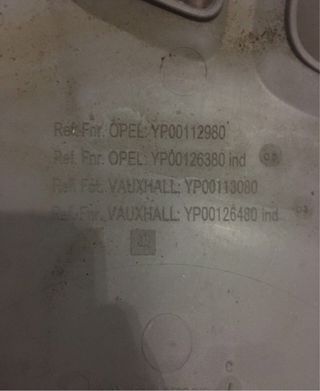 Ref. Fnr. OPEL: YP00112980
Ref. Fnr. OPEL: YP00126380 ind
Ref. Fnr. VAUXHALL: YP00113080
Ref. Fnr. VAUXHALL: YP00126480 ind